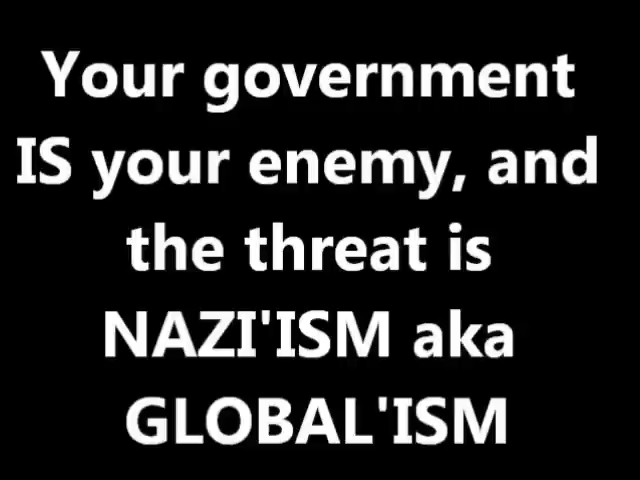 Your government
IS your enemy, and
the threat is
NAZI'ISM aka
GLOBAL'ISM